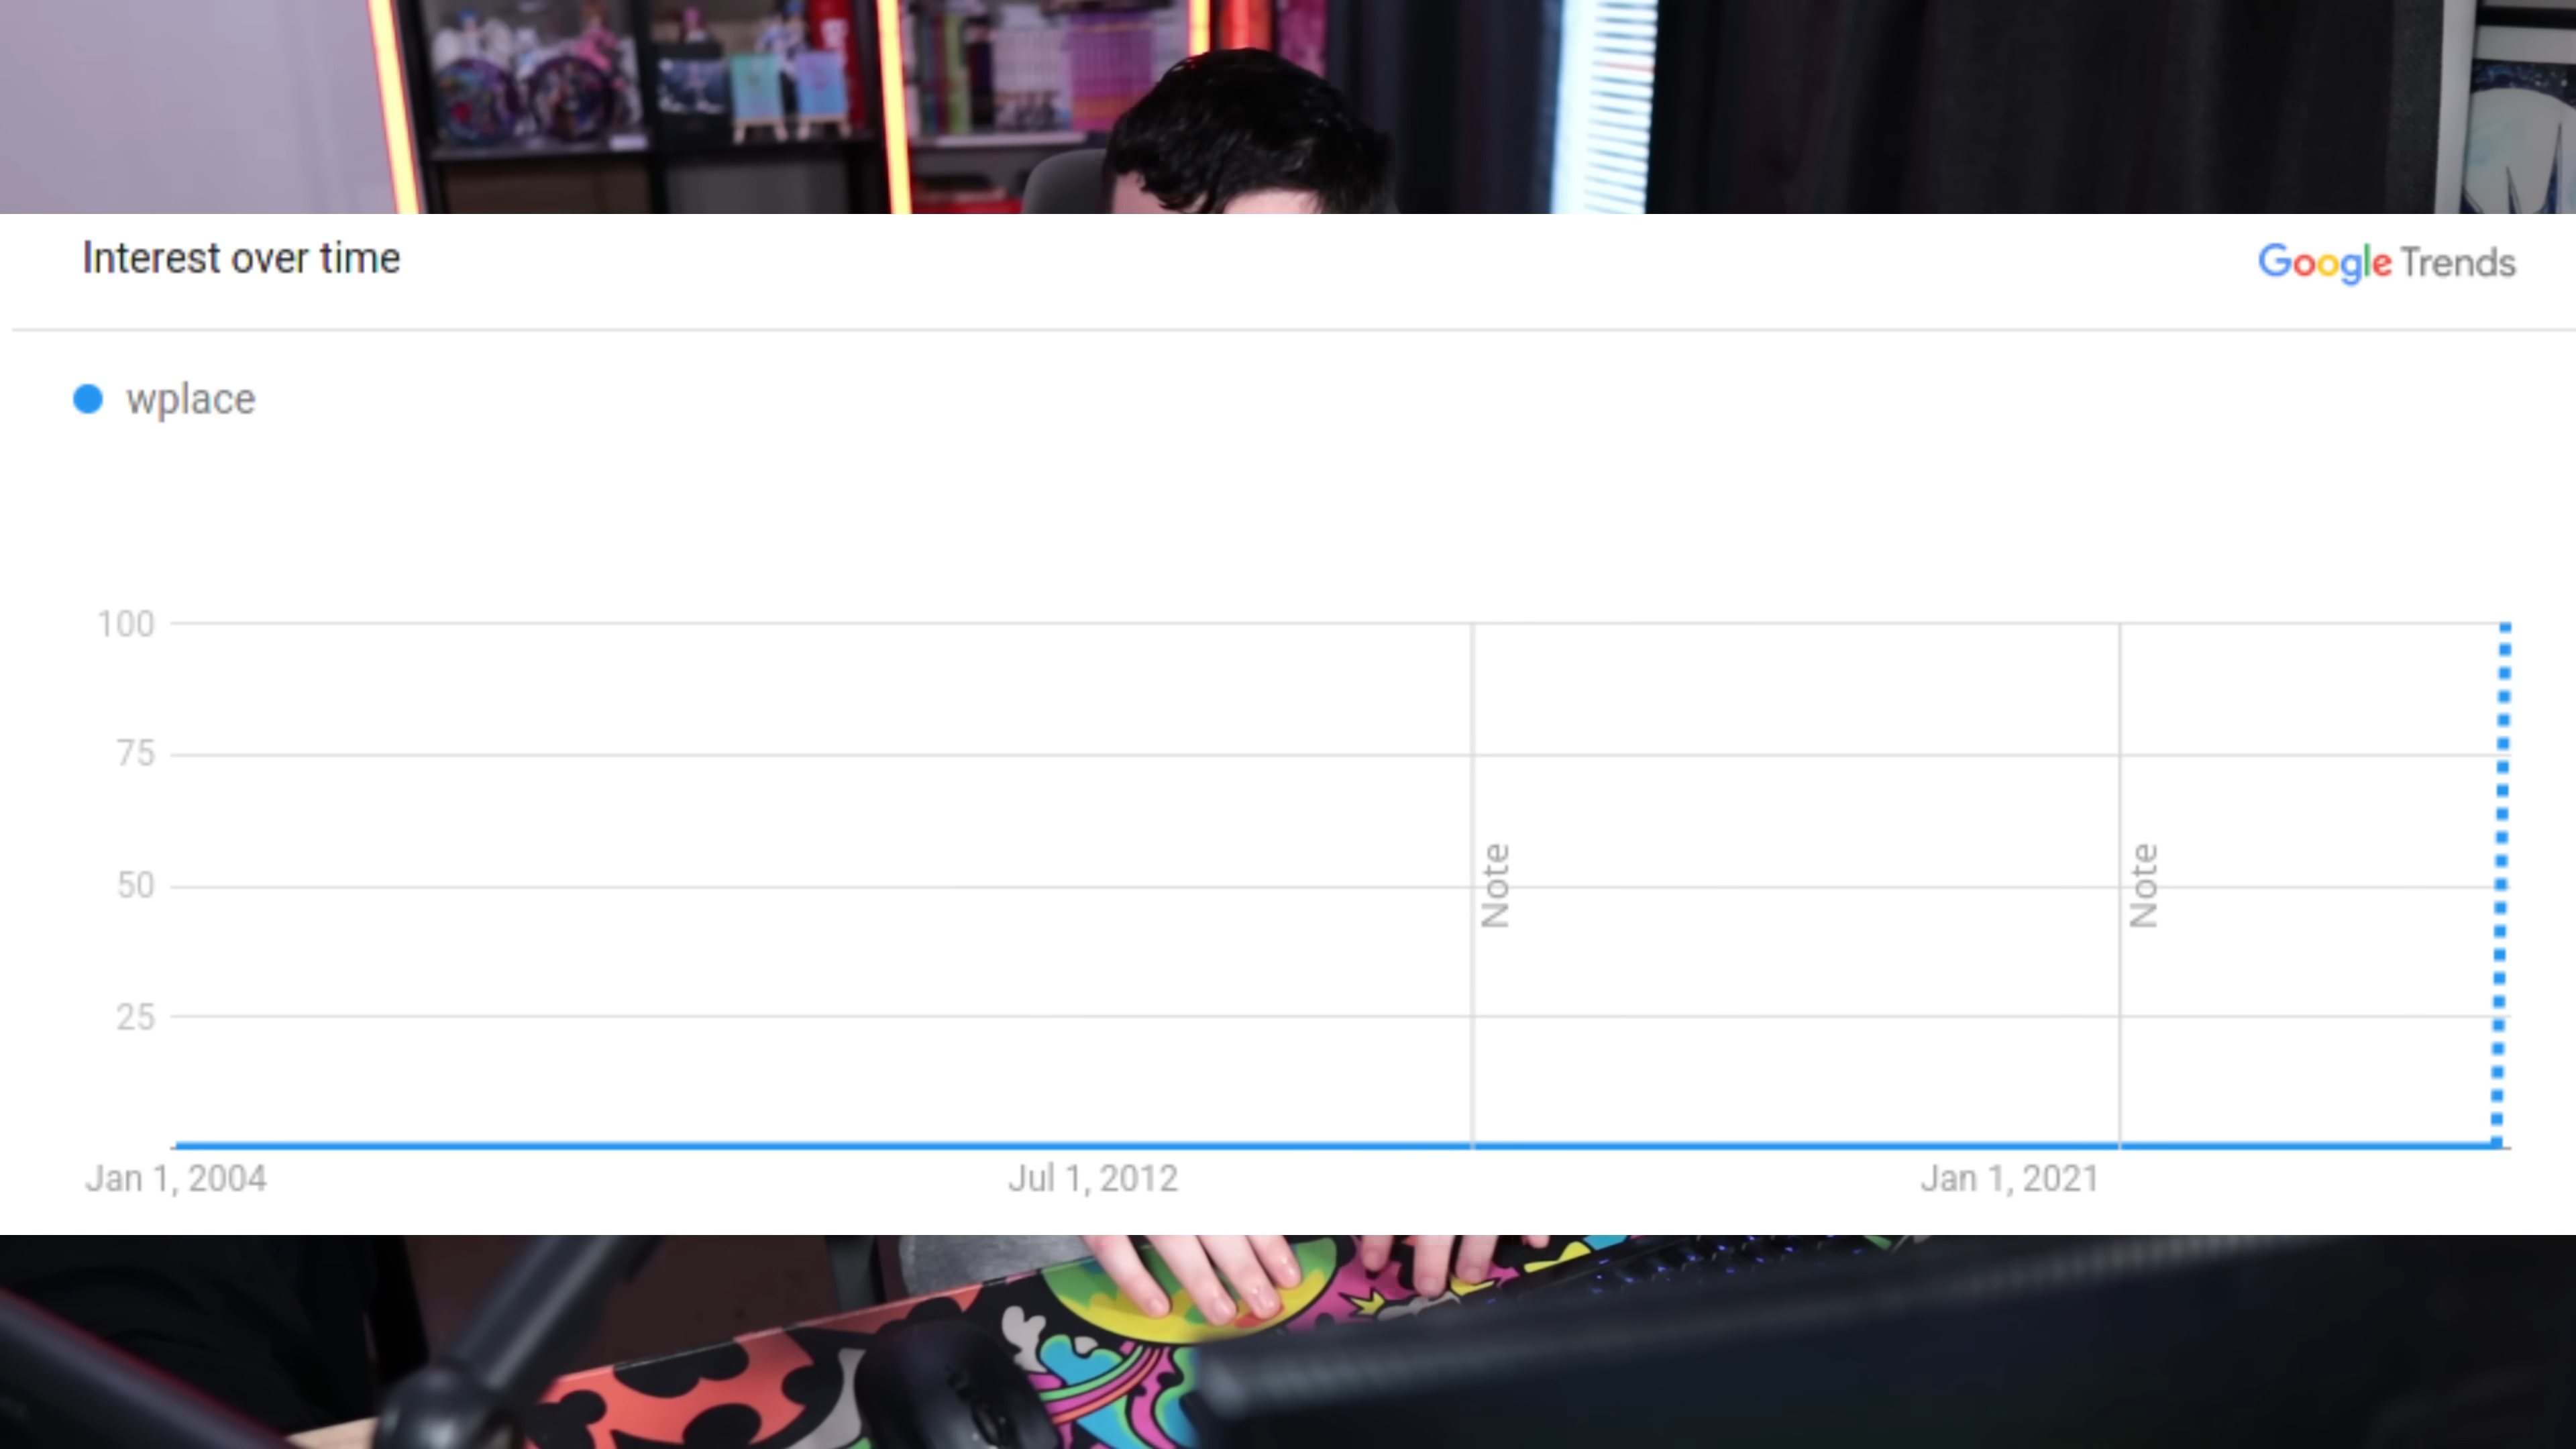 Interest over time
Google Trends
wplace
100
75
50
25
Note
Note
Jan 1, 2004
Jul 1, 2012
Jan 1, 2021